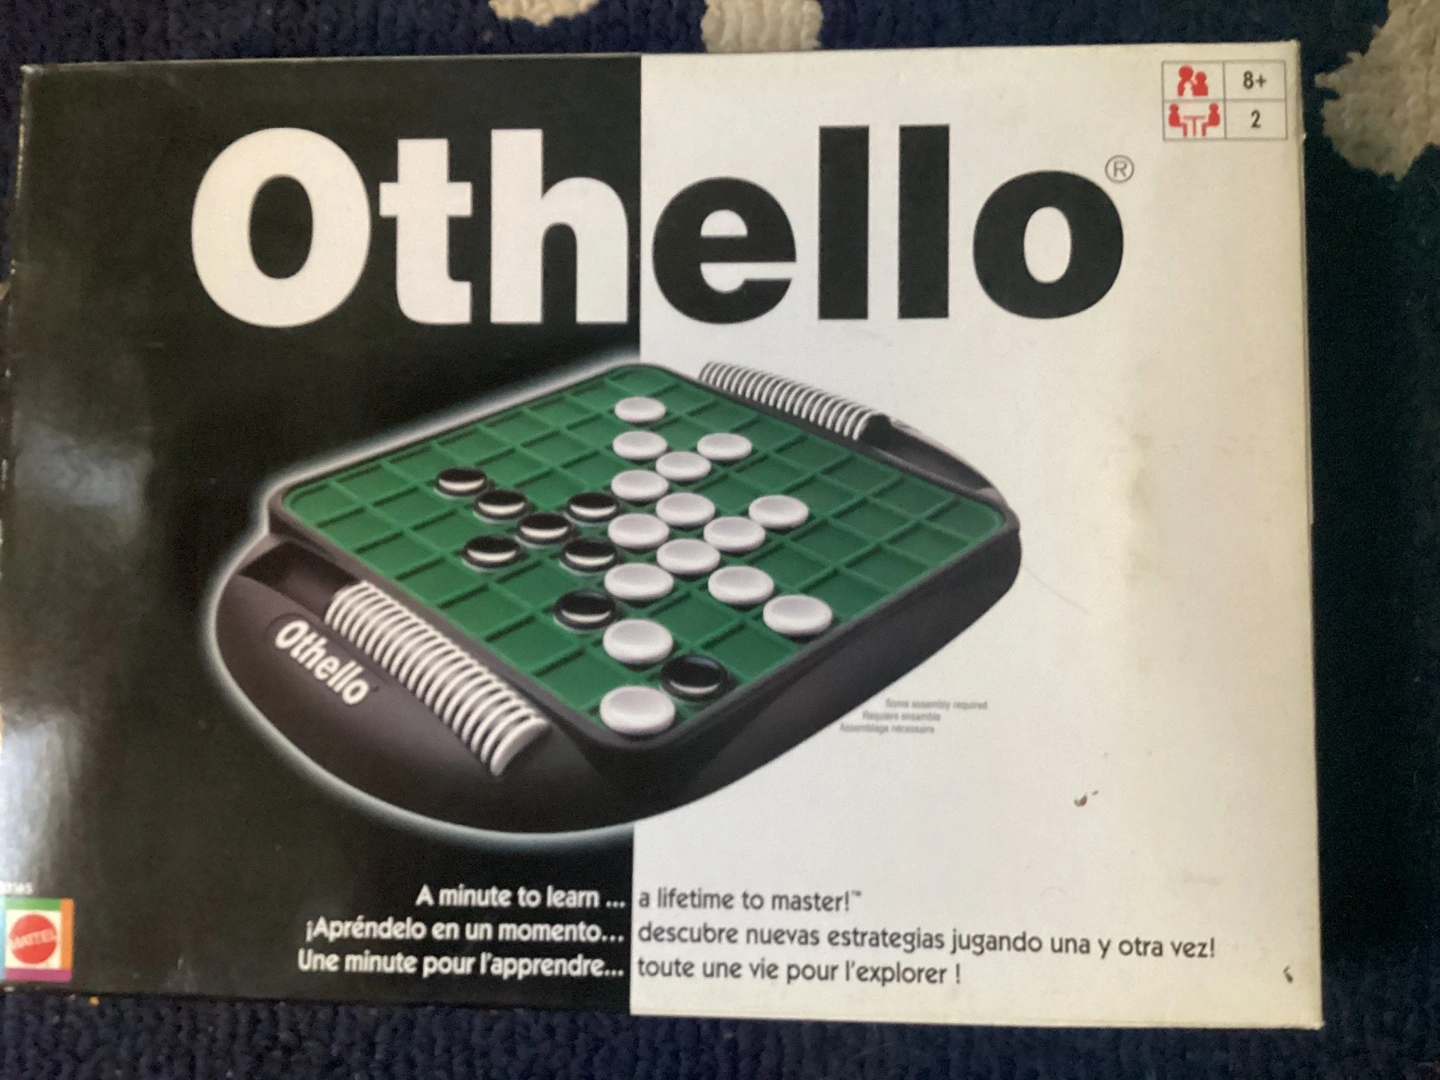 8+
2
Othello®
Othello
Some assembly required
Requiere ensamble
Assemblage nécessaire
A minute to learn ... a lifetime to master!™
¡Apréndelo en un momento... descubre nuevas estrategias jugando una y otra vez!
Une minute pour l'apprendre... toute une vie pour l'explorer !
MATTEL